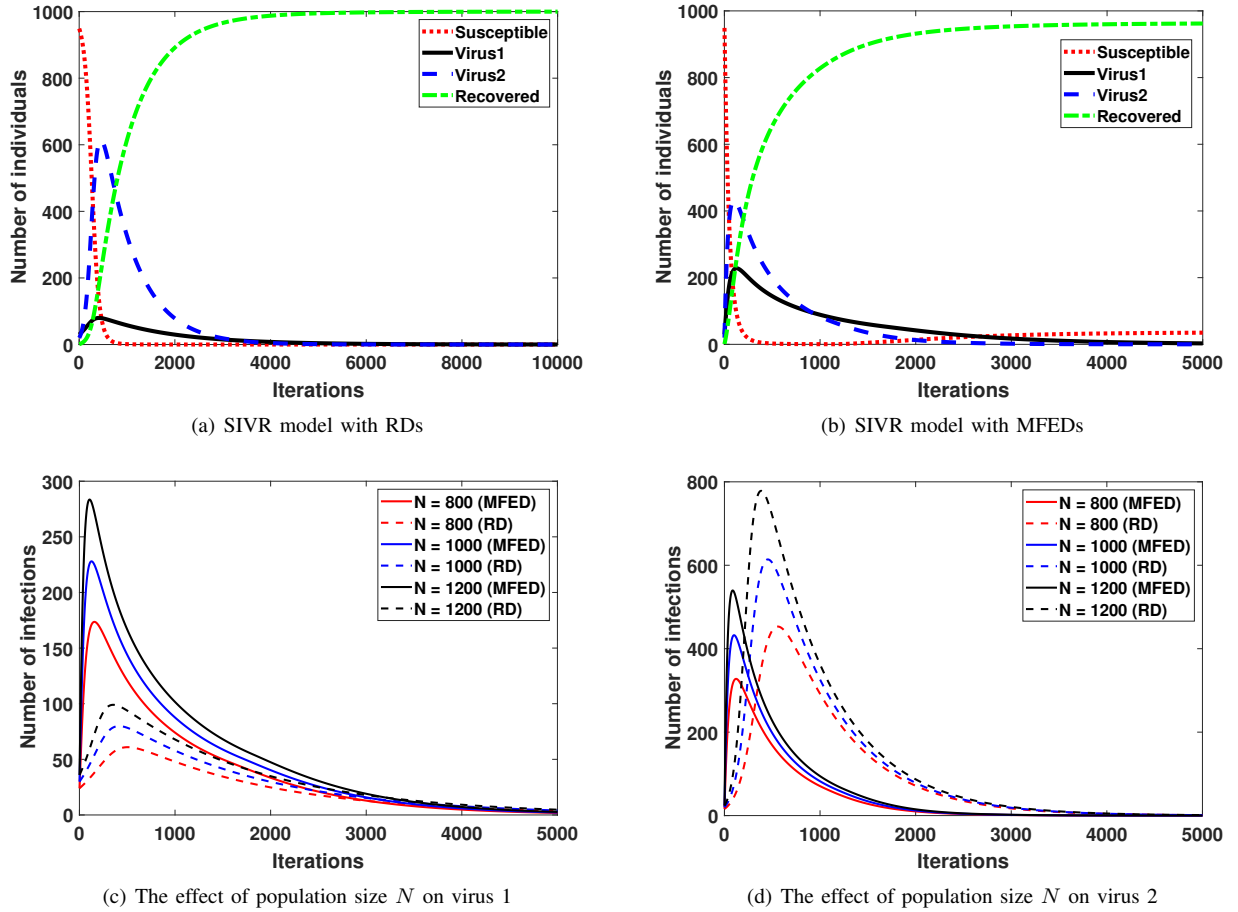 1000
800
600
400
200
0
Number of individuals
Susceptible
Virus1
Virus2
Recovered
0 2000 4000 6000 8000 10000
Iterations
(a) SIVR model with RDs
1000
800
600
400
200
0
Number of individuals
Susceptible
Virus1
Virus2
Recovered
0 1000 2000 3000 4000 5000
Iterations
(b) SIVR model with MFEDs
300
250
200
150
100
50
0
Number of infections
N = 800 (MFED)
N = 800 (RD)
N = 1000 (MFED)
N = 1000 (RD)
N = 1200 (MFED)
N = 1200 (RD)
0 1000 2000 3000 4000 5000
Iterations
(c) The effect of population size N on virus 1
800
600
400
200
0
Number of infections
N = 800 (MFED)
N = 800 (RD)
N = 1000 (MFED)
N = 1000 (RD)
N = 1200 (MFED)
N = 1200 (RD)
0 1000 2000 3000 4000 5000
Iterations
(d) The effect of population size N on virus 2